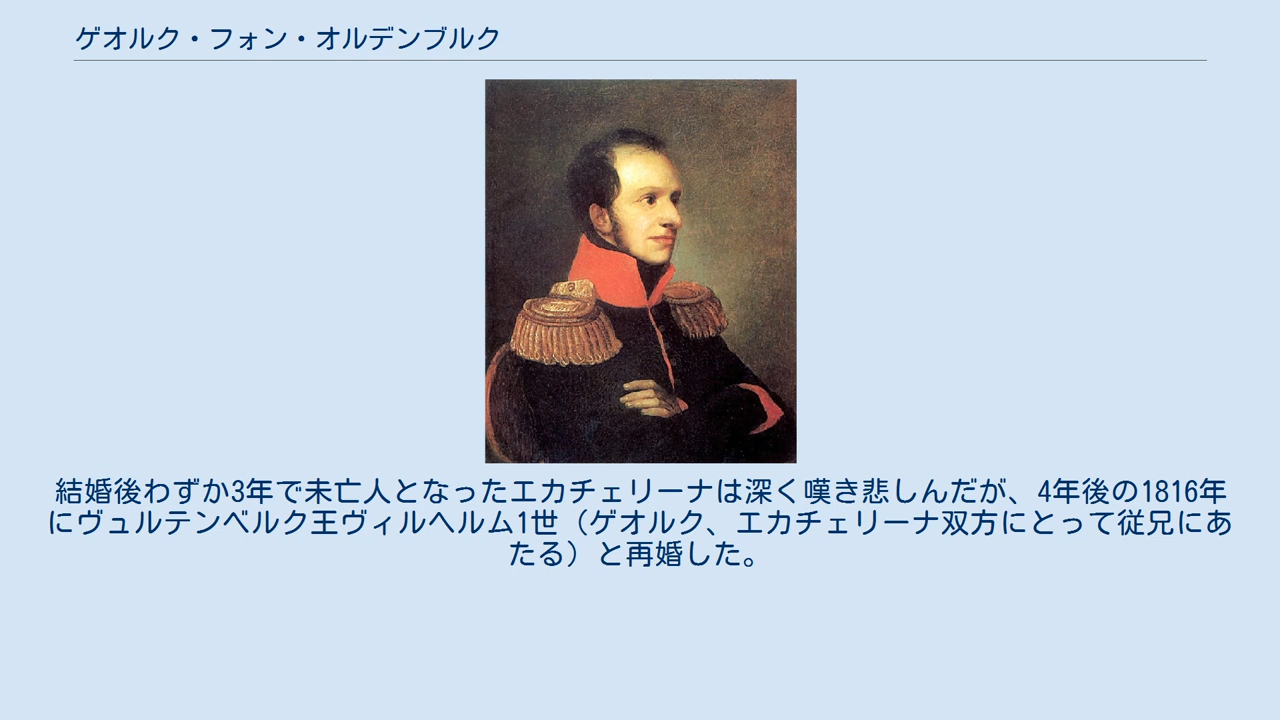 ゲオルク・フォン・オルデンブルク
結婚後わずか3年で未亡人となったエカチェリーナは深く嘆き悲しんだが、4年後の1816年
にヴュルテンベルク王ヴィルヘルム1世（ゲオルク、エカチェリーナ双方にとって従兄にあ
たる）と再婚した。